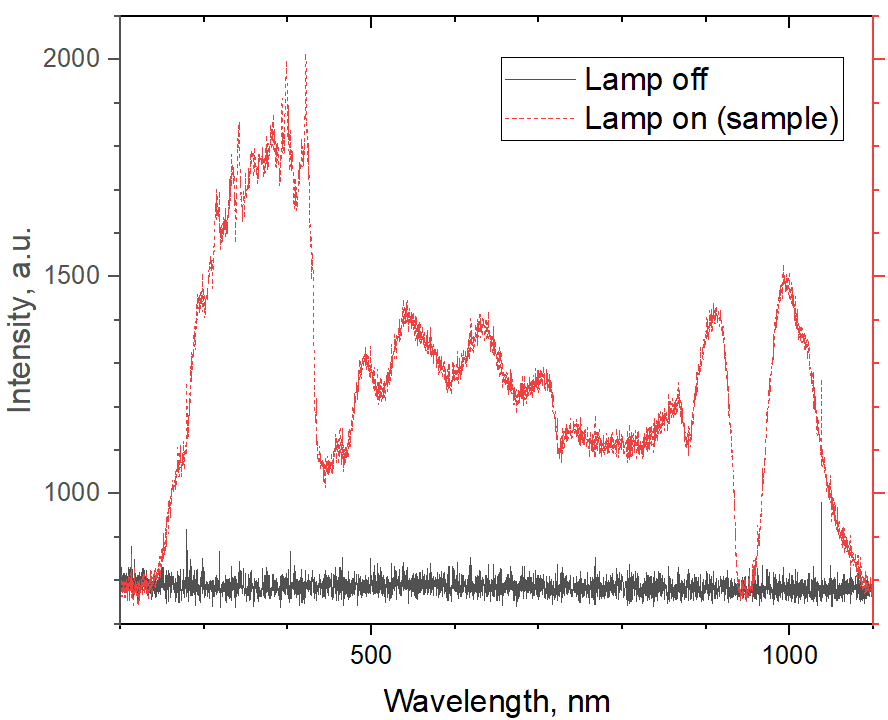 2000
1500
1000
Intensity, a.u.
Lamp off
Lamp on (sample)
500
1000
Wavelength, nm